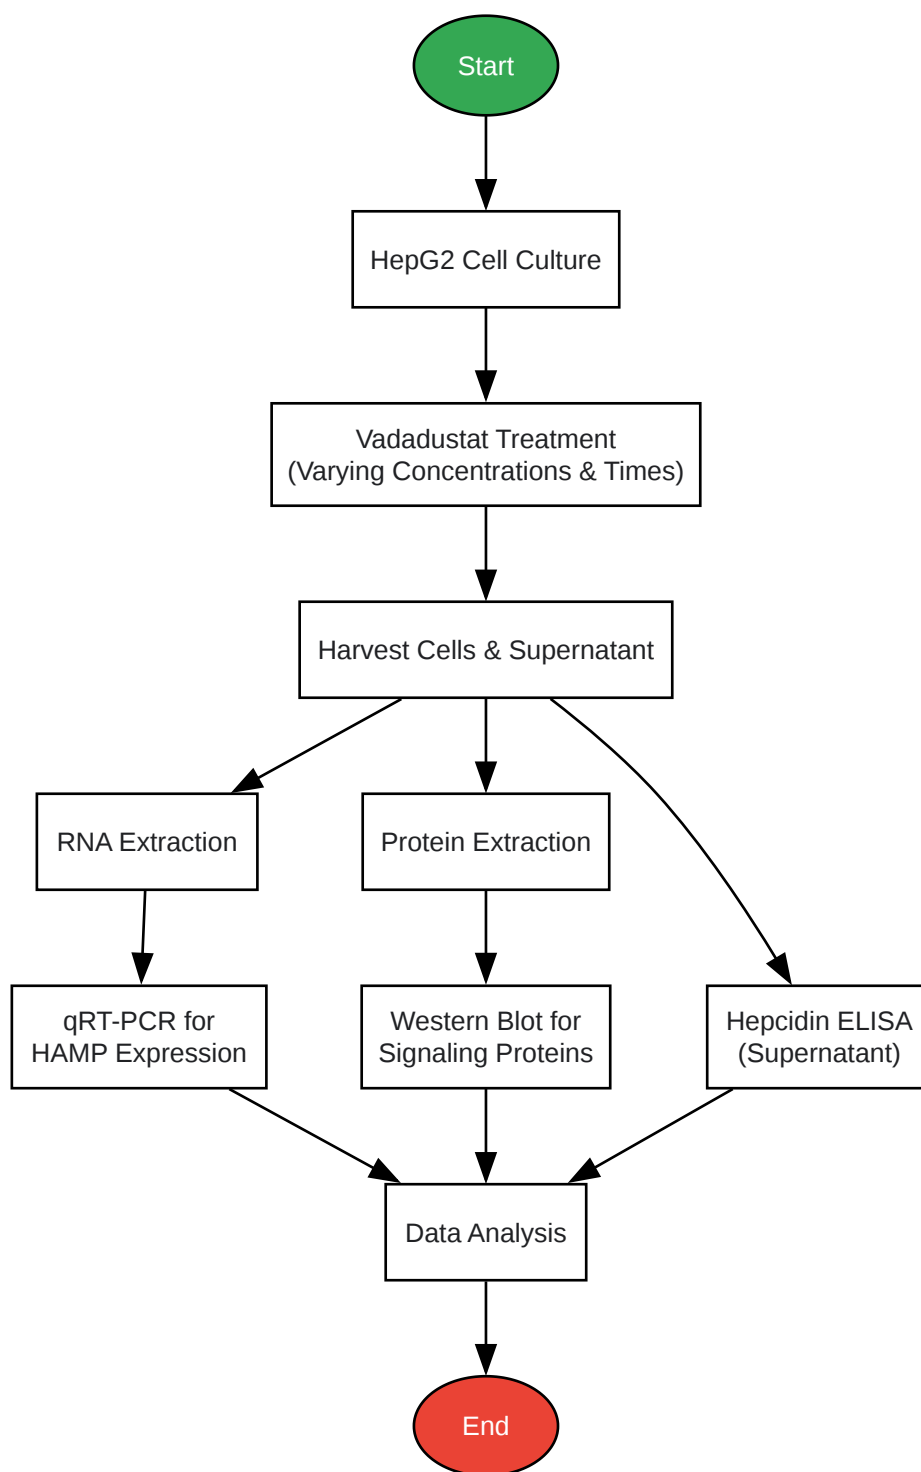 Start
HepG2 Cell Culture
Vadadustat Treatment
(Varying Concentrations & Times)
Harvest Cells & Supernatant
RNA Extraction
Protein Extraction
qRT-PCR for
HAMP Expression
Western Blot for
Signaling Proteins
Hepcidin ELISA
(Supernatant)
Data Analysis
End